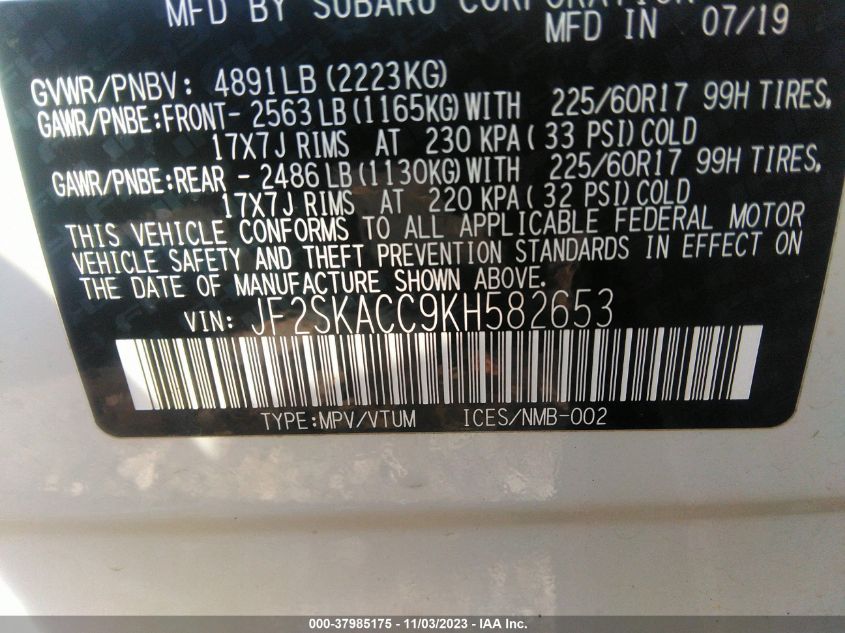 MFD BY SUBARU CORPORATION
MFD IN 07/19
GVWR/PNBV: 4891LB (2223KG)
GAWR/PNBE:FRONT- 2563 LB (1165KG)WITH 225/60R17 99H TIRES,
17X7J RIMS AT 230 KPA ( 33 PSI) COLD
GAWR/PNBE:REAR - 2486 LB (1130KG)WITH 225/60R17 99H TIRES,
17X7J RIMS AT 220 KPA ( 32 PSI) COLD
THIS VEHICLE CONFORMS TO ALL APPLICABLE FEDERAL MOTOR
VEHICLE SAFETY AND THEFT PREVENTION STANDARDS IN EFFECT ON
THE DATE OF MANUFACTURE SHOWN ABOVE.
VIN: JF2SKACC9KH582653
TYPE:MPV/VTUM ICES/NMB-002
000-37985175 - 11/03/2023 - IAA Inc.